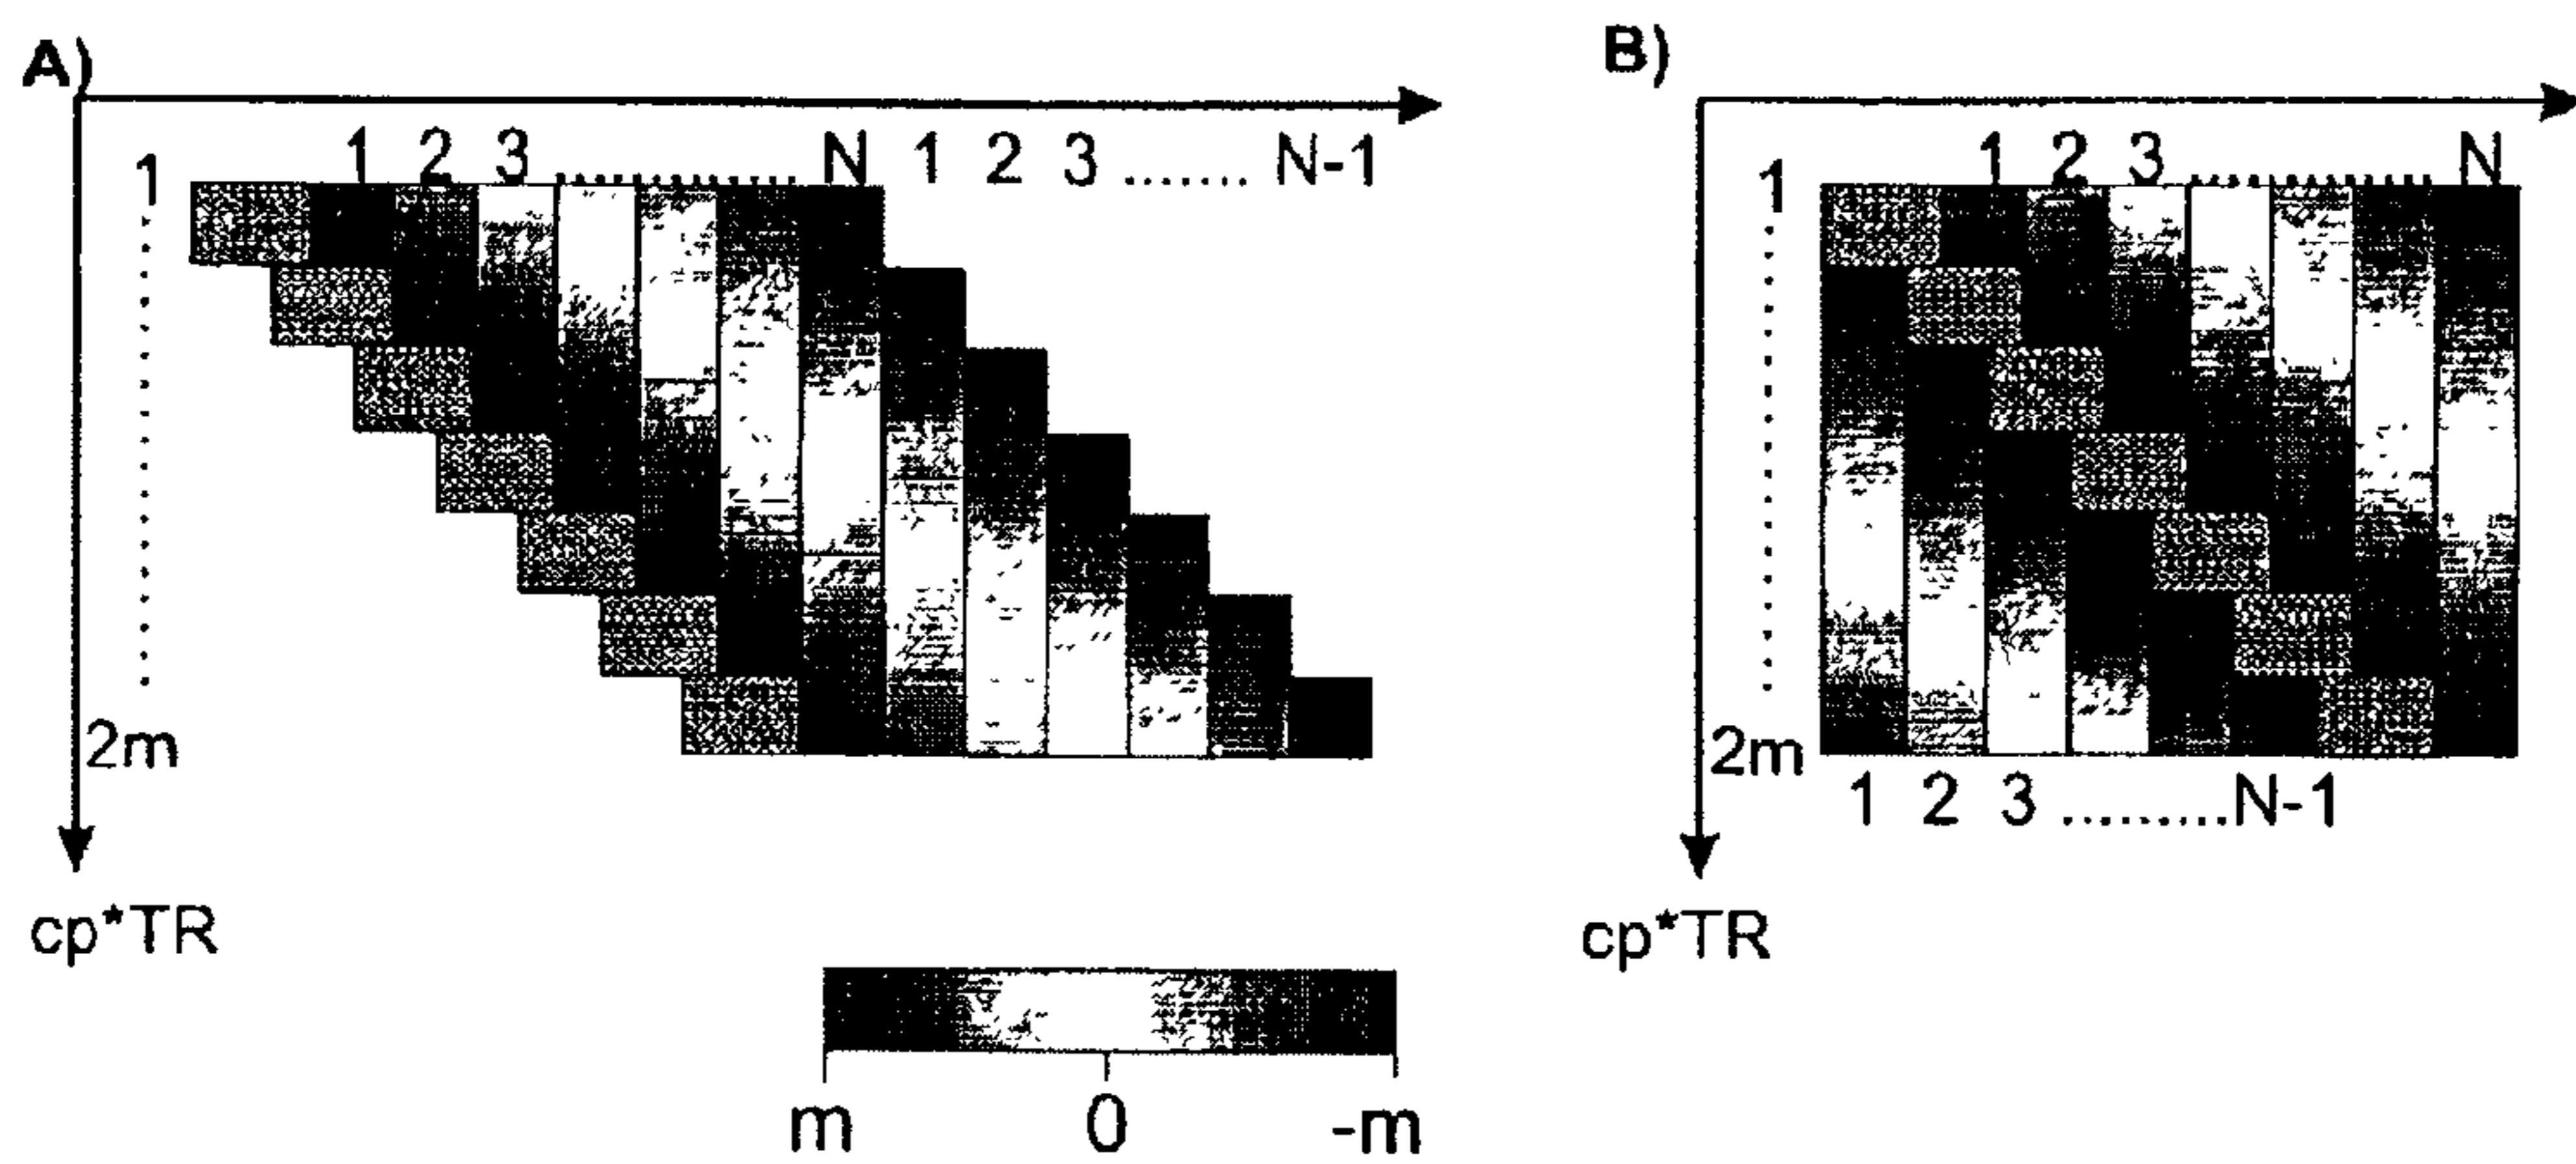 A)
1 2 3 ........ N 1 2 3 ....... N-1
1
2m
cp*TR
B)
1 2 3 ........ N
1
2m
1 2 3 .........N-1
cp*TR
m 0 -m